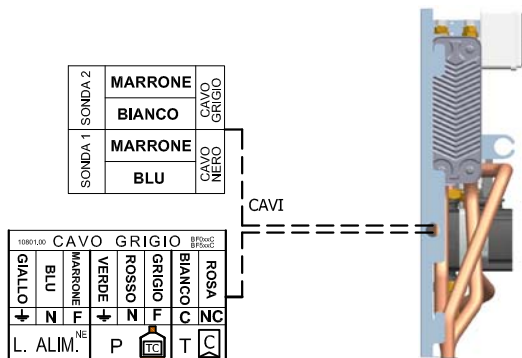 SONDA 2
MARRONE
BIANCO
CAVO GRIGIO
SONDA 1
MARRONE
BLU
CAVO NERO
CAVI
10801,00 CAVO GRIGIO BF0xxC BF5xxC
GIALLO BLU MARRONE VERDE ROSSO GRIGIO BIANCO ROSA
N F N F C NC
L. ALIM. NE P TC T C